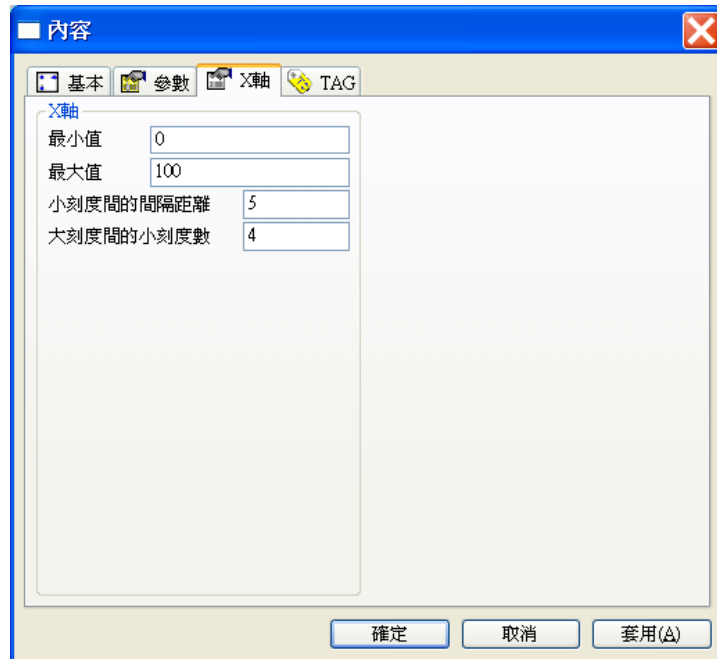 內容
基本 參數 X軸 TAG
X軸
最小值 0
最大值 100
小刻度間的間隔距離 5
大刻度間的小刻度數 4
確定 取消 套用(A)